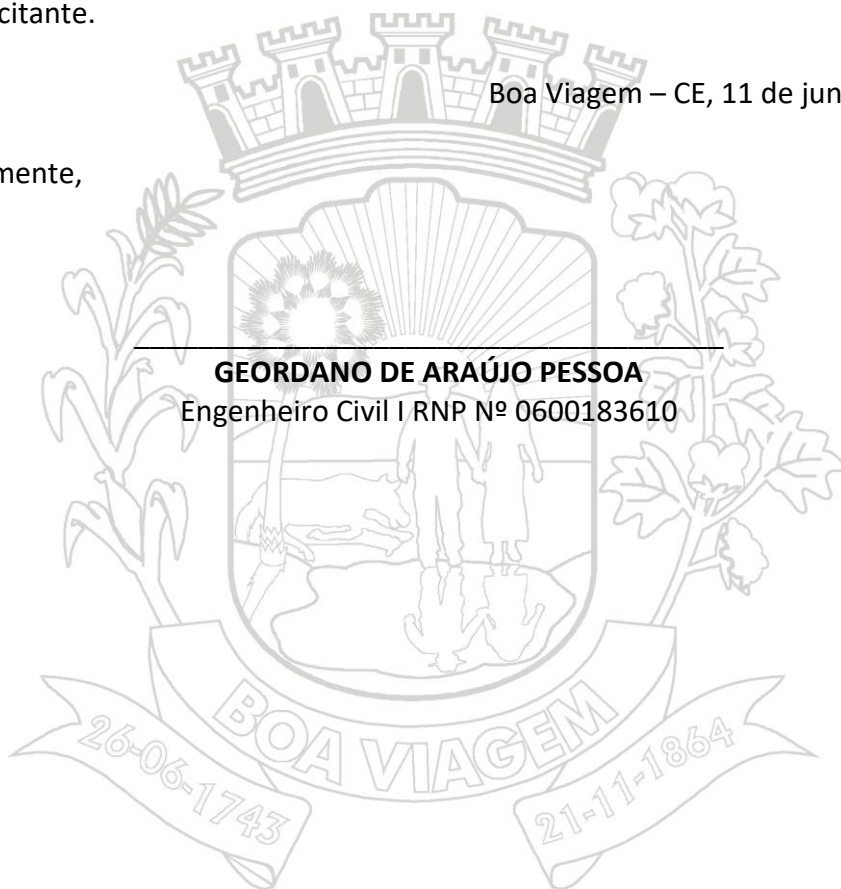 citante.
Boa Viagem – CE, 11 de jun
mente,
GEORDANO DE ARAÚJO PESSOA
Engenheiro Civil I RNP Nº 0600183610
BOA VIAGEM
26-06-1743
21-11-1864